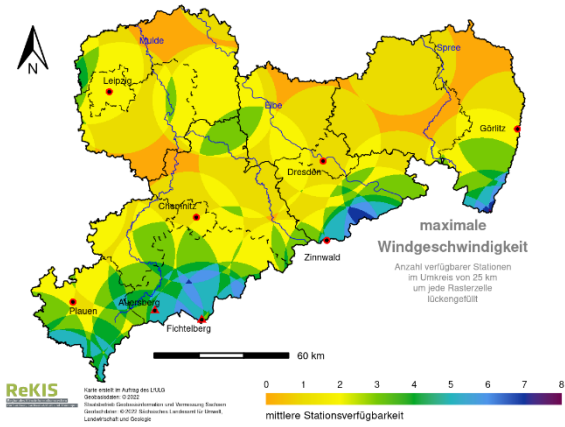 N
Mulde
Spree
Leipzig
Elbe
Görlitz
Dresden
Chemnitz
maximale
Windgeschwindigkeit
Zinnwald
Anzahl verfügbarer Stationen
im Umkreis von 25 km
um jede Rasterzelle
lückengefüllt
Auersberg
Plauen
Fichtelberg
60 km
ReKIS
Karte erstellt im Auftrag des LfULG
Geobasisdaten: © 2022
Staatsbetrieb Geobasisinformation und Vermessung Sachsen
Geofachdaten: © 2022 Sächsisches Landesamt für Umwelt,
Landwirtschaft und Geologie
0 1 2 3 4 5 6 7 8
mittlere Stationsverfügbarkeit